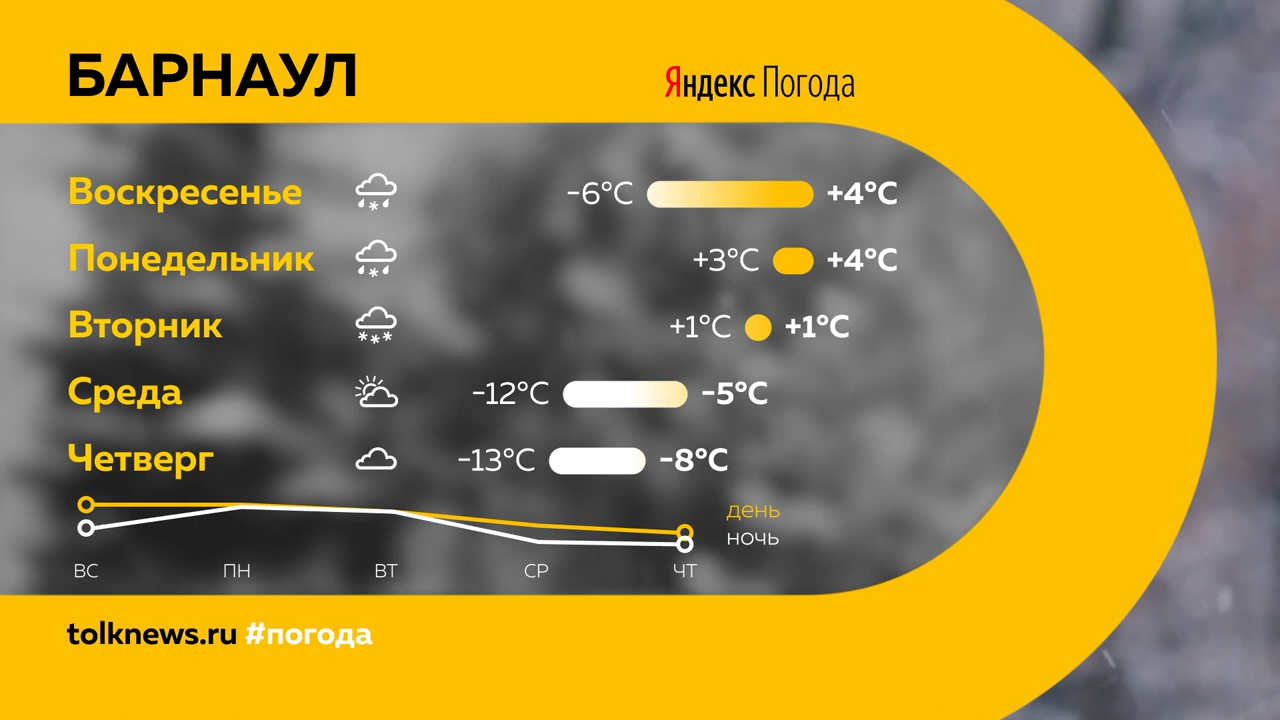 БАРНАУЛ
Яндекс Погода
Воскресенье -6°C +4°C
Понедельник +3°C +4°C
Вторник +1°C +1°C
Среда -12°C -5°C
Четверг -13°C -8°C
день
ночь
ВС ПН ВТ СР ЧТ
tolknews.ru #погода